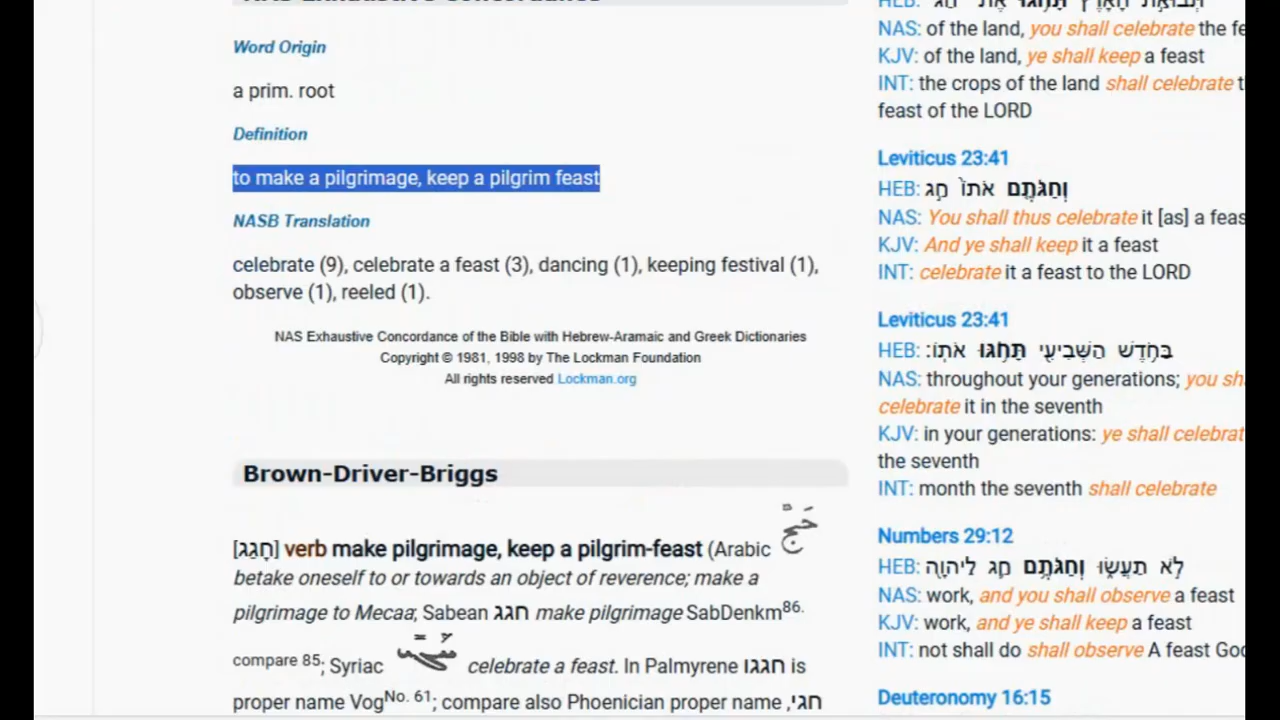 Word Origin
a prim. root
Definition
to make a pilgrimage, keep a pilgrim feast
NASB Translation
celebrate (9), celebrate a feast (3), dancing (1), keeping festival (1),
observe (1), reeled (1).
NAS Exhaustive Concordance of the Bible with Hebrew-Aramaic and Greek Dictionaries
Copyright © 1981, 1998 by The Lockman Foundation
All rights reserved Lockman.org
Brown-Driver-Briggs
[חָגַג] verb make pilgrimage, keep a pilgrim-feast (Arabic حَجَّ
betake oneself to or towards an object of reverence; make a
pilgrimage to Mecaa; Sabean חגג make pilgrimage SabDenkm86.
compare 85; Syriac celebrate a feast. In Palmyrene חגגו is
proper name VogNo. 61; compare also Phoenician proper name חגי,
NAS: of the land, you shall celebrate the fe
KJV: of the land, ye shall keep a feast
INT: the crops of the land shall celebrate t
feast of the LORD
Leviticus 23:41
HEB: וְחַגֹּתֶ֤ם אֹתוֹ֙ חַ֣ג
NAS: You shall thus celebrate it [as] a feas
KJV: And ye shall keep it a feast
INT: celebrate it a feast to the LORD
Leviticus 23:41
HEB: בַּחֹ֥דֶשׁ הַשְּׁבִיעִ֖י תָּחֹ֥גּוּ אֹתֽוֹ׃
NAS: throughout your generations; you sh
celebrate it in the seventh
KJV: in your generations: ye shall celebrat
the seventh
INT: month the seventh shall celebrate
Numbers 29:12
HEB: לֹ֣א תַעֲשׂ֑וּ וְחַגֹּתֶ֥ם חַ֛ג לַיהוָ֖ה
NAS: work, and you shall observe a feast
KJV: work, and ye shall keep a feast
INT: not shall do shall observe A feast God
Deuteronomy 16:15